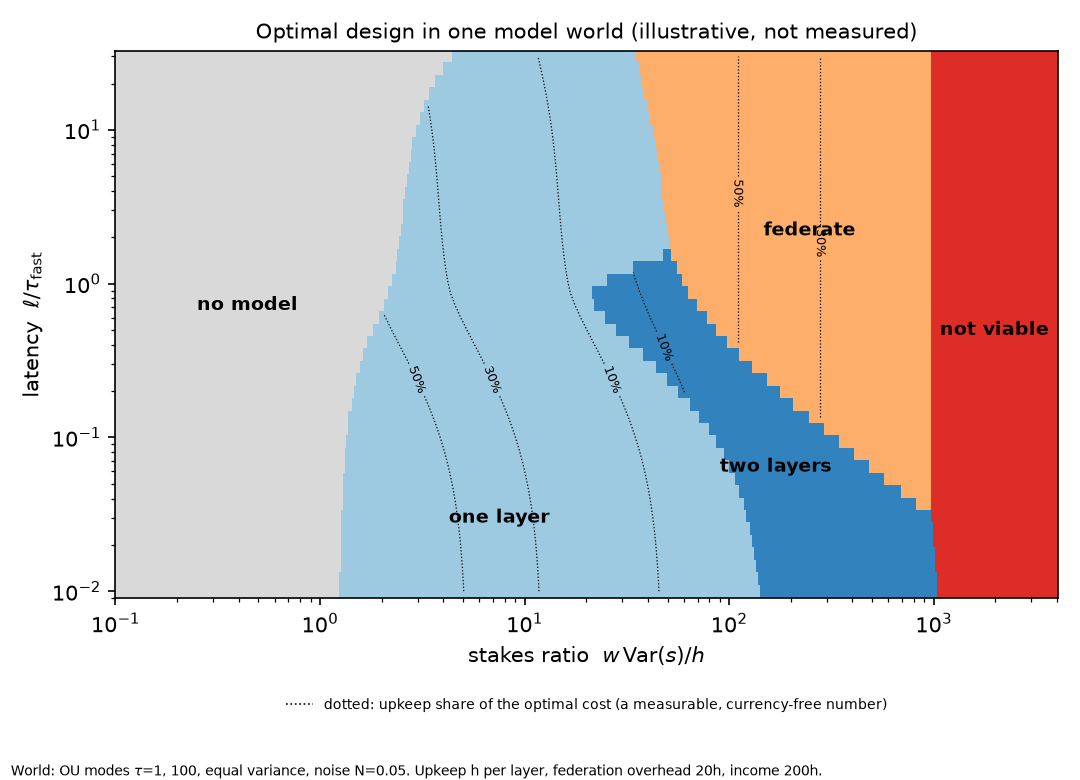 Optimal design in one model world (illustrative, not measured)
10¹
10⁰
10⁻¹
10⁻²
latency ℓ/τ_fast
no model
one layer
two layers
federate
not viable
50%
30%
10%
10%
50%
10⁻¹
10⁰
10¹
10²
10³
stakes ratio w Var(s)/h
dotted: upkeep share of the optimal cost (a measurable, currency-free number)
World: OU modes τ=1, 100, equal variance, noise N=0.05. Upkeep h per layer, federation overhead 20h, income 200h.